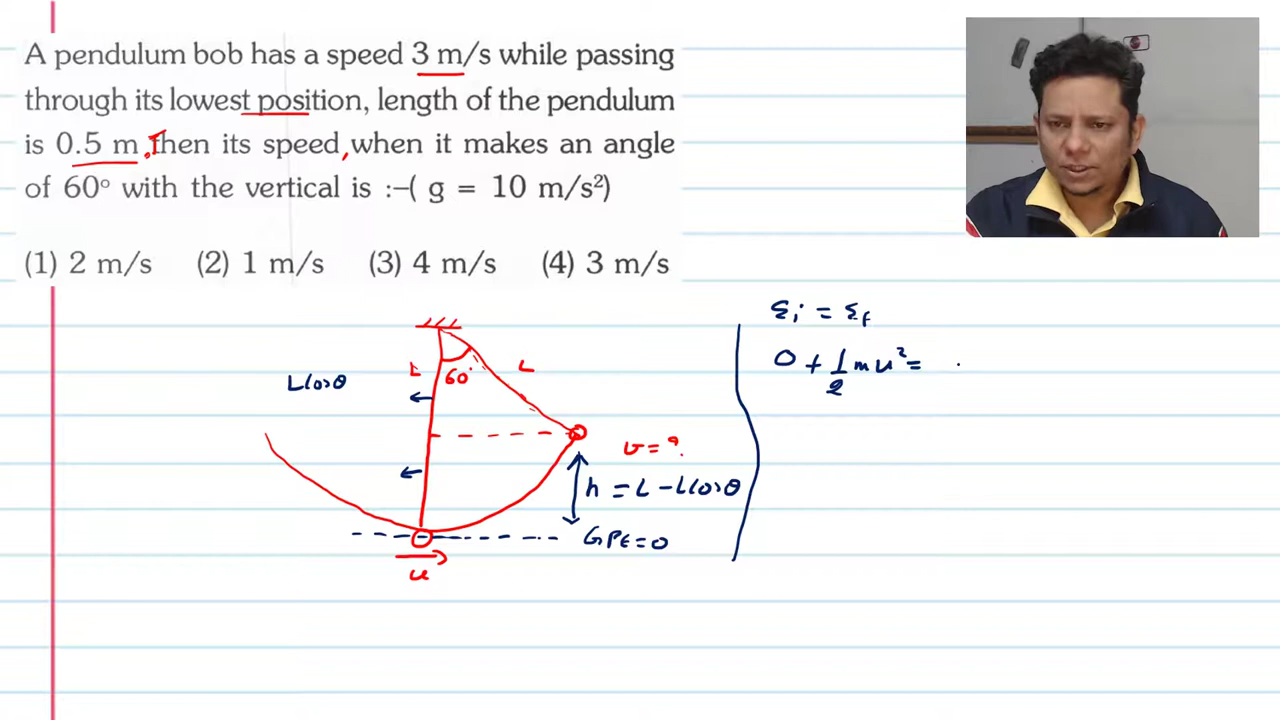 A pendulum bob has a speed 3 m/s while passing
through its lowest position, length of the pendulum
is 0.5 m. Then its speed, when it makes an angle
of 60° with the vertical is :–( g = 10 m/s²)
(1) 2 m/s (2) 1 m/s (3) 4 m/s (4) 3 m/s
Ei = Ef
0 + 1/2 mu² =
L cos θ
L
60°
L
v = ?
h = L - L cos θ
GPE = 0
u